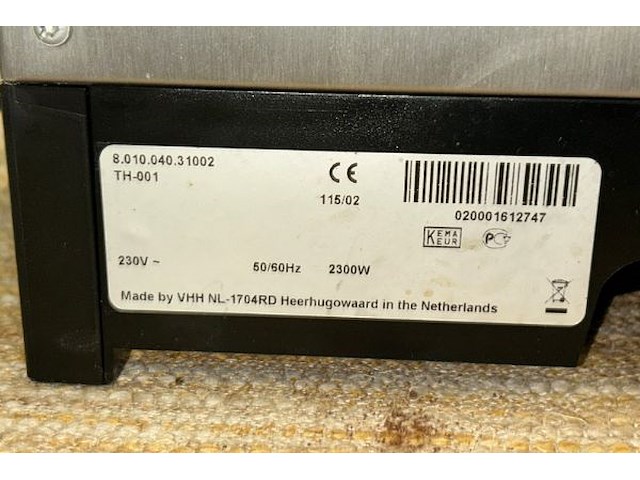 8.010.040.31002
TH-001
CE
115/02
020001612747
KEMA
KEUR
230V ~
50/60Hz
2300W
Made by VHH NL-1704RD Heerhugowaard in the Netherlands